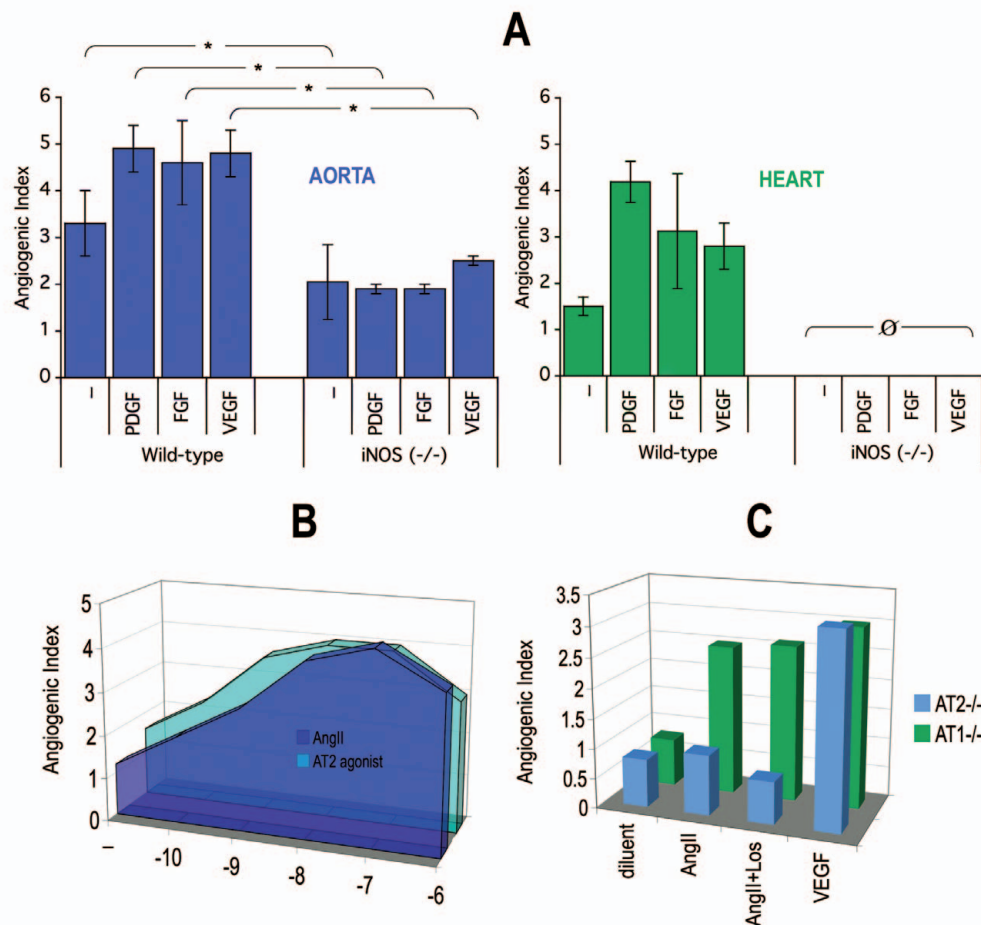 A
* 
*
*
*
Angiogenic Index
6
5
4
3
2
1
0
AORTA
–
PDGF
FGF
VEGF
–
PDGF
FGF
VEGF
Wild-type
iNOS (-/-)
Angiogenic Index
6
5
4
3
2
1
0
HEART
Ø
–
PDGF
FGF
VEGF
–
PDGF
FGF
VEGF
Wild-type
iNOS (-/-)
B
Angiogenic Index
5
4
3
2
1
0
AngII
AT2 agonist
–
-10
-9
-8
-7
-6
C
Angiogenic Index
3.5
3
2.5
2
1.5
1
0.5
0
diluent
AngII
AngII+Los
VEGF
AT2-/-
AT1-/-